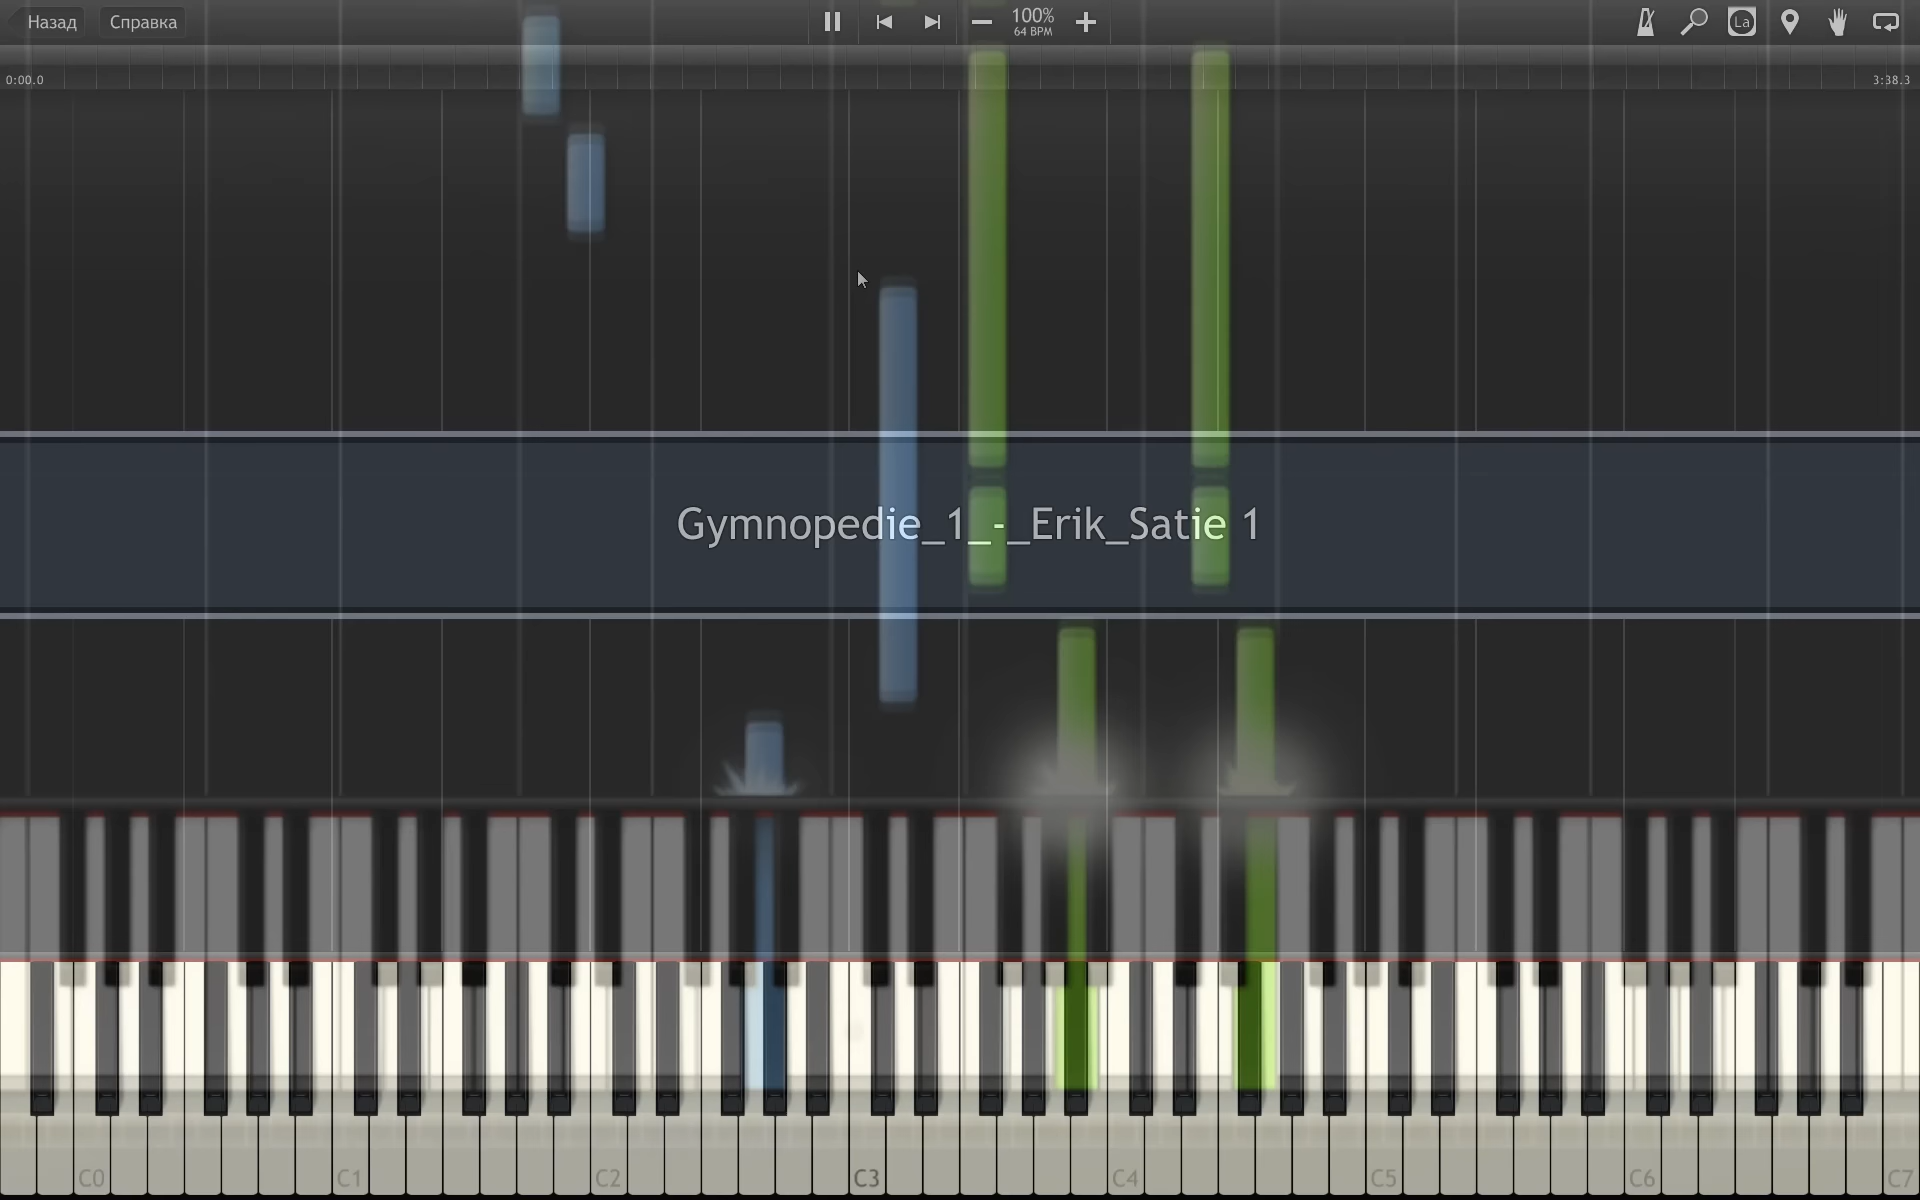 Назад Справка
100%
64 BPM
La
0:00.0 3:38.3
Gymnopedie_1_-_Erik_Satie 1
C0 C1 C2 C3 C4 C5 C6 C7